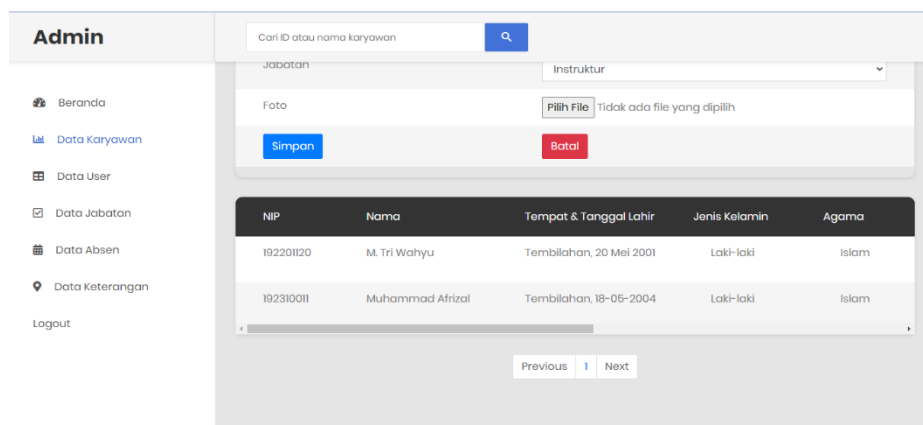 Admin
Cari ID atau nama karyawan
Beranda
Data Karyawan
Data User
Data Jabatan
Data Absen
Data Keterangan
Logout
Jabatan Instruktur
Foto Pilih File Tidak ada file yang dipilih
Simpan Batal
NIP Nama Tempat & Tanggal Lahir Jenis Kelamin Agama
192201120 M. Tri Wahyu Tembilahan, 20 Mei 2001 Laki-laki Islam
192310011 Muhammad Afrizal Tembilahan, 18-05-2004 Laki-laki Islam
Previous 1 Next